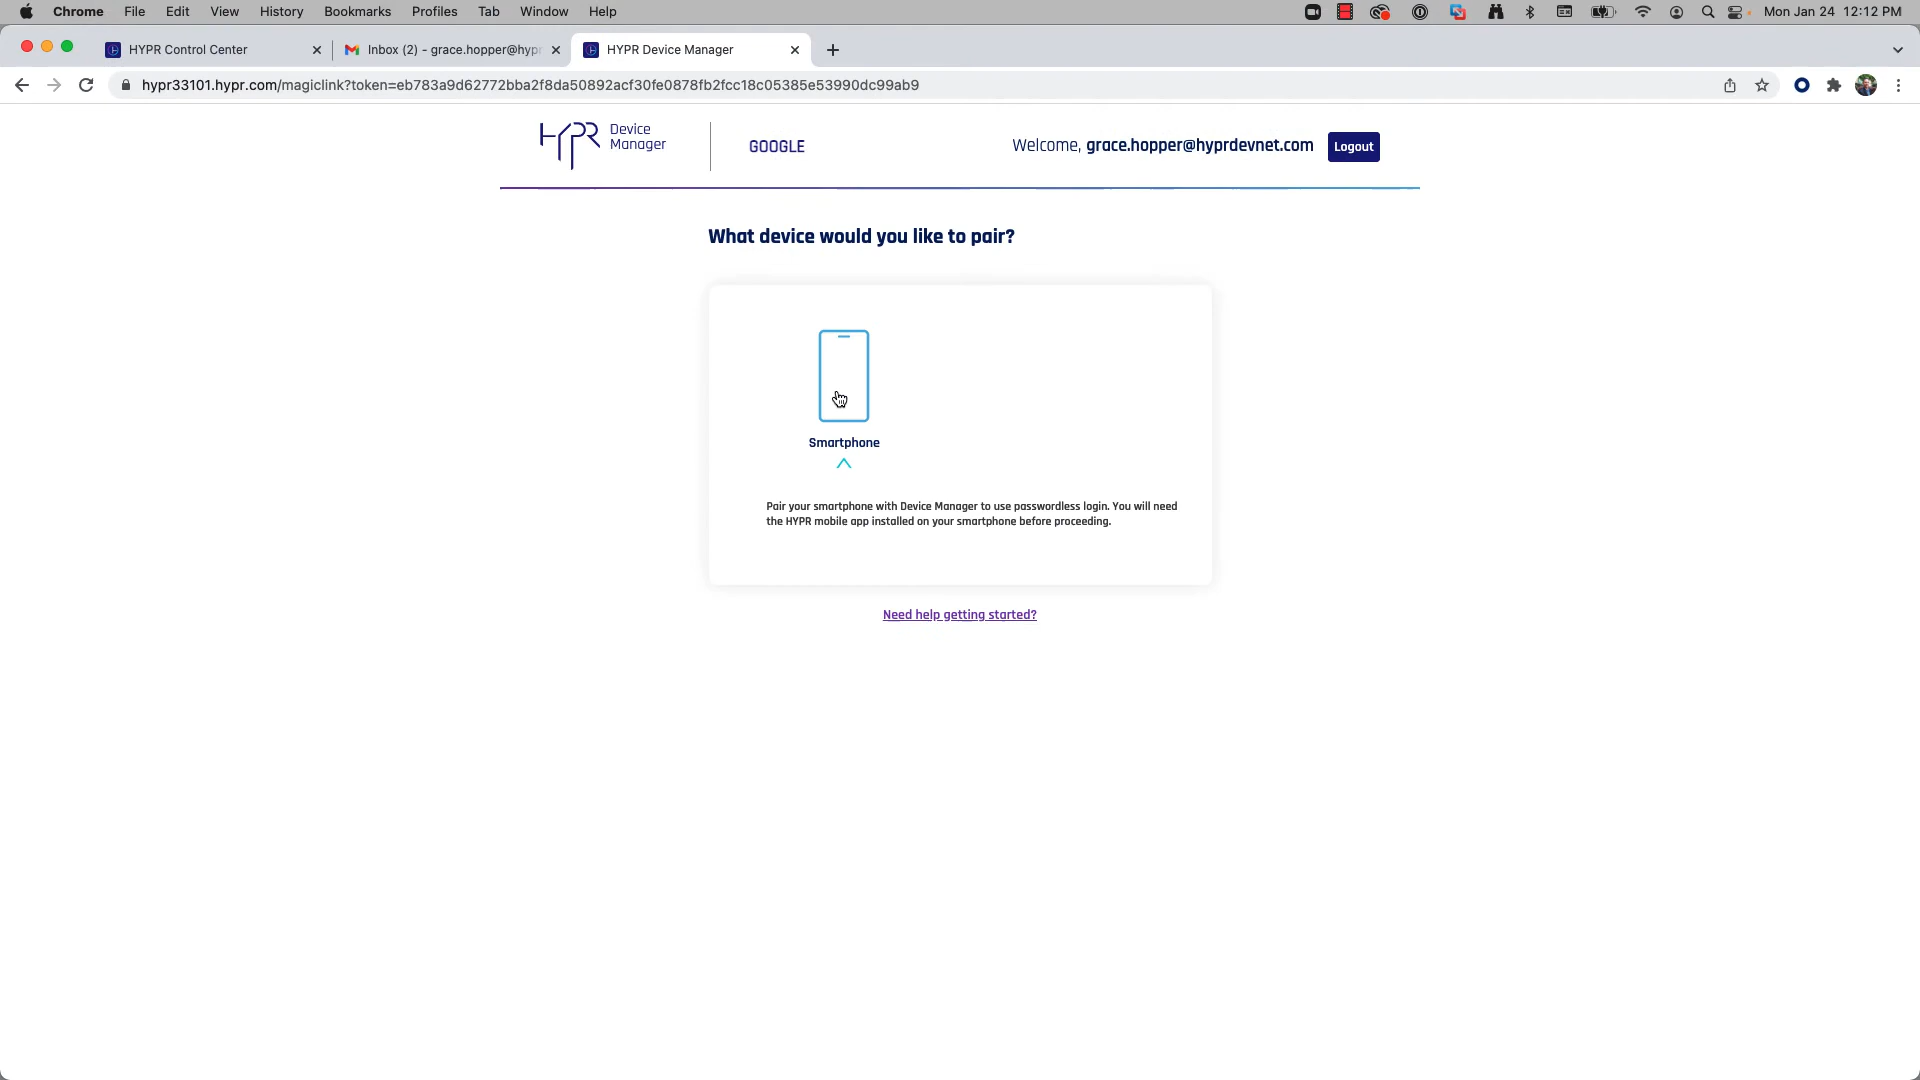 Chrome File Edit View History Bookmarks Profiles Tab Window Help Mon Jan 24 12:12 PM
HYPR Control Center Inbox (2) - grace.hopper@hypr HYPR Device Manager
hypr33101.hypr.com/magiclink?token=eb783a9d62772bba2f8da50892acf30fe0878fb2fcc18c05385e53990dc99ab9
HYPR Device Manager GOOGLE Welcome, grace.hopper@hyprdevnet.com Logout
What device would you like to pair?
Smartphone
Pair your smartphone with Device Manager to use passwordless login. You will need
the HYPR mobile app installed on your smartphone before proceeding.
Need help getting started?